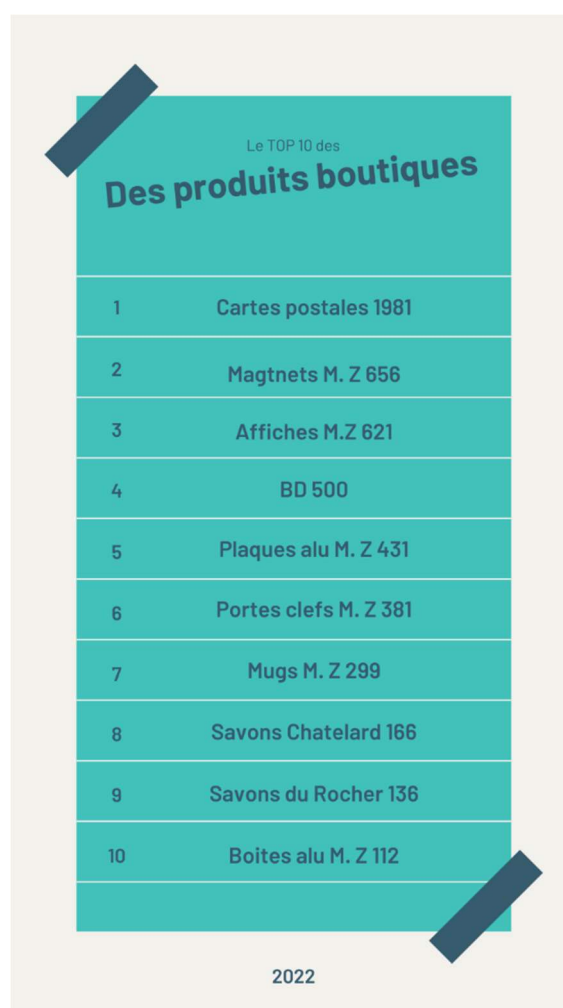 Le TOP 10 des
Des produits boutiques
1 Cartes postales 1981
2 Magtnets M. Z 656
3 Affiches M.Z 621
4 BD 500
5 Plaques alu M. Z 431
6 Portes clefs M. Z 381
7 Mugs M. Z 299
8 Savons Chatelard 166
9 Savons du Rocher 136
10 Boites alu M. Z 112
2022